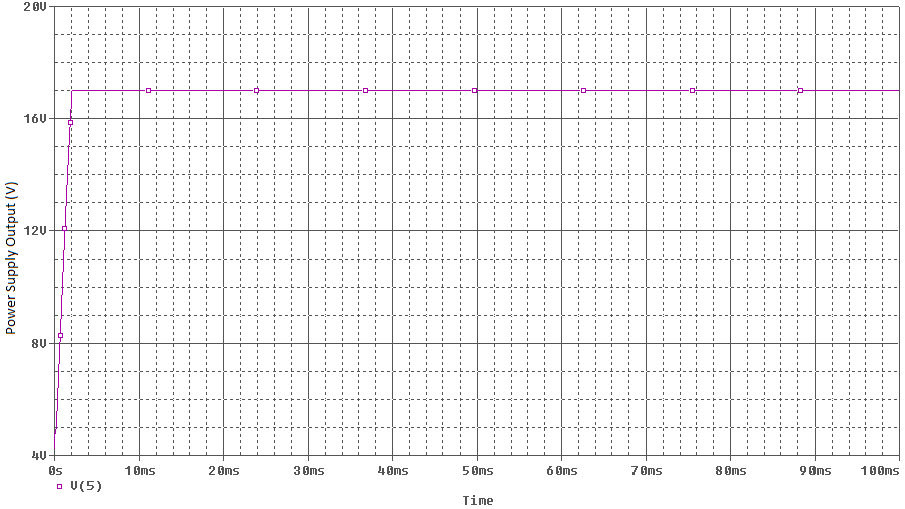 20V
16V
12V
8V
4V
Power Supply Output (V)
0s 10ms 20ms 30ms 40ms 50ms 60ms 70ms 80ms 90ms 100ms
V(5)
Time